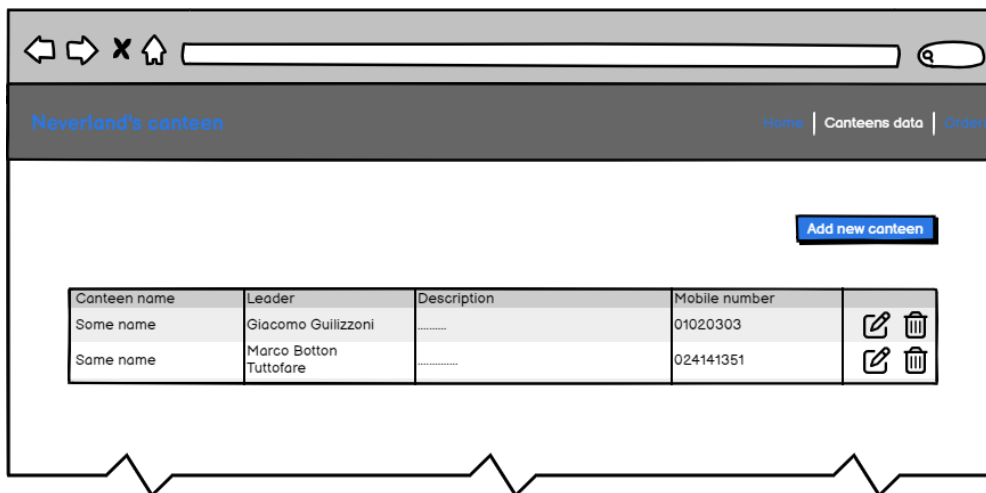 Neverland's canteen
Home | Canteens data |
Add new canteen
Canteen name Leader Description Mobile number
Some name Giacomo Guilizzoni .......... 01020303
Same name Marco Botton Tuttofare .............. 024141351